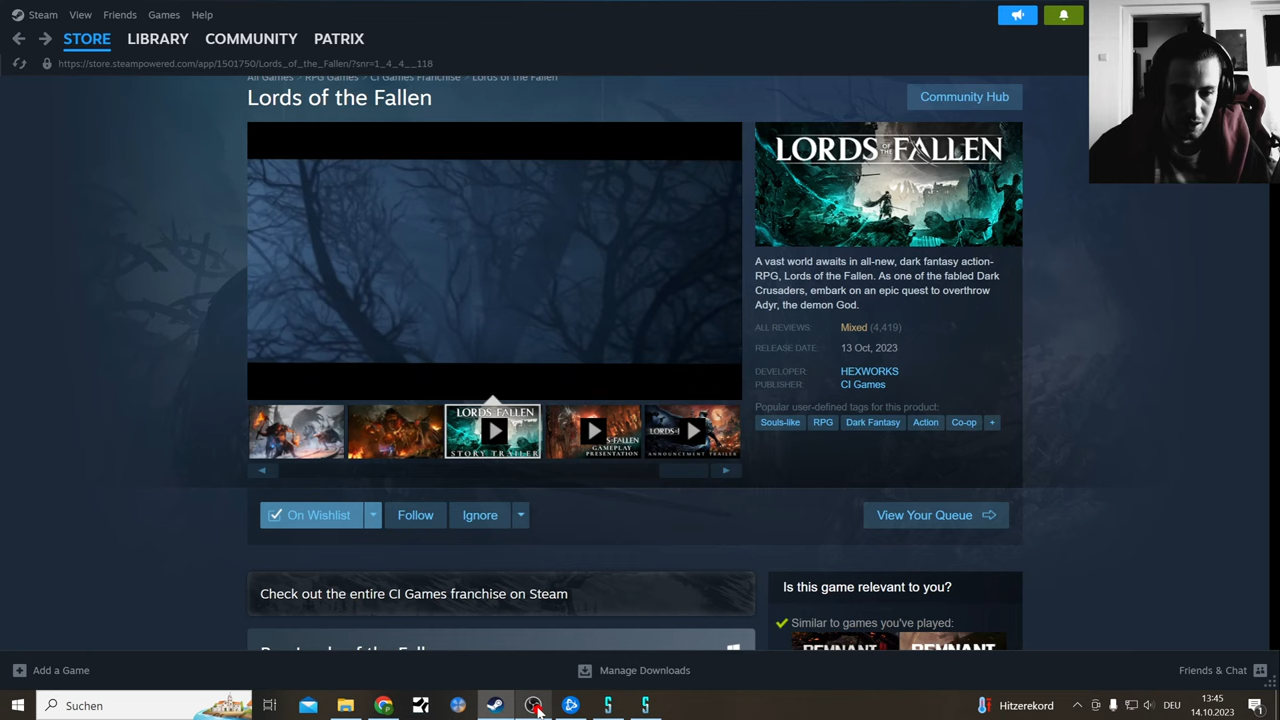 Steam View Friends Games Help
STORE LIBRARY COMMUNITY PATRIX
https://store.steampowered.com/app/1501750/Lords_of_the_Fallen/?snr=1_4_4__118
All Games > RPG Games > CI Games Franchise > Lords of the Fallen
Lords of the Fallen
Community Hub
LORDS OF THE FALLEN
A vast world awaits in all-new, dark fantasy action-
RPG, Lords of the Fallen. As one of the fabled Dark
Crusaders, embark on an epic quest to overthrow
Adyr, the demon God.
ALL REVIEWS Mixed (4,419)
RELEASE DATE: 13 Oct, 2023
DEVELOPER: HEXWORKS
PUBLISHER: CI Games
Popular user-defined tags for this product:
Souls-like RPG Dark Fantasy Action Co-op +
LORDS OF THE FALLEN
STORY TRAILER
FALLEN
GAMEPLAY
PRESENTATION
LORDS
ANNOUNCEMENT TRAILER
On Wishlist Follow Ignore View Your Queue
Check out the entire CI Games franchise on Steam
Is this game relevant to you?
Similar to games you've played:
REMNANT REMNANT
Add a Game Manage Downloads Friends & Chat
Suchen
Hitzerekord DEU
13:45
14.10.2023